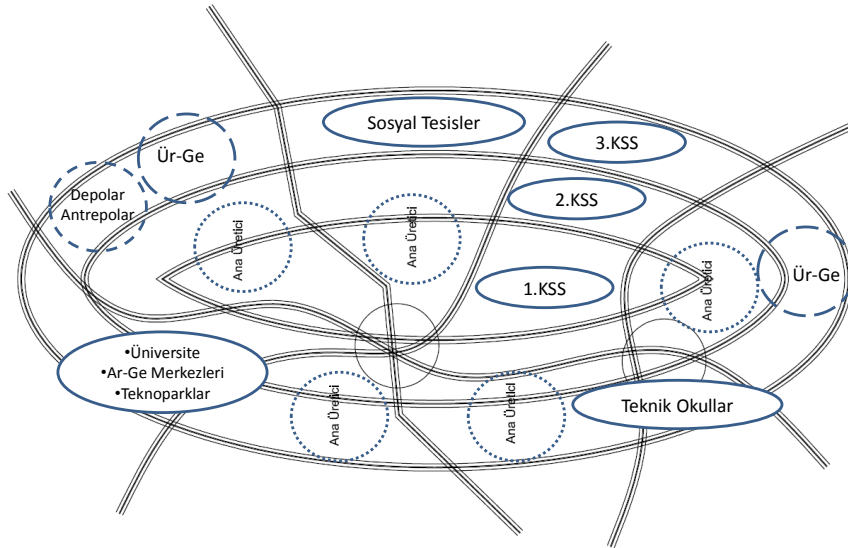 Sosyal Tesisler
3.KSS
Ür-Ge
Depolar
Antrepolar
2.KSS
Ana Üretici
Ana Üretici
Ana Üretici
Ür-Ge
1.KSS
•Üniversite
•Ar-Ge Merkezleri
•Teknoparklar
Ana Üretici
Ana Üretici
Teknik Okullar